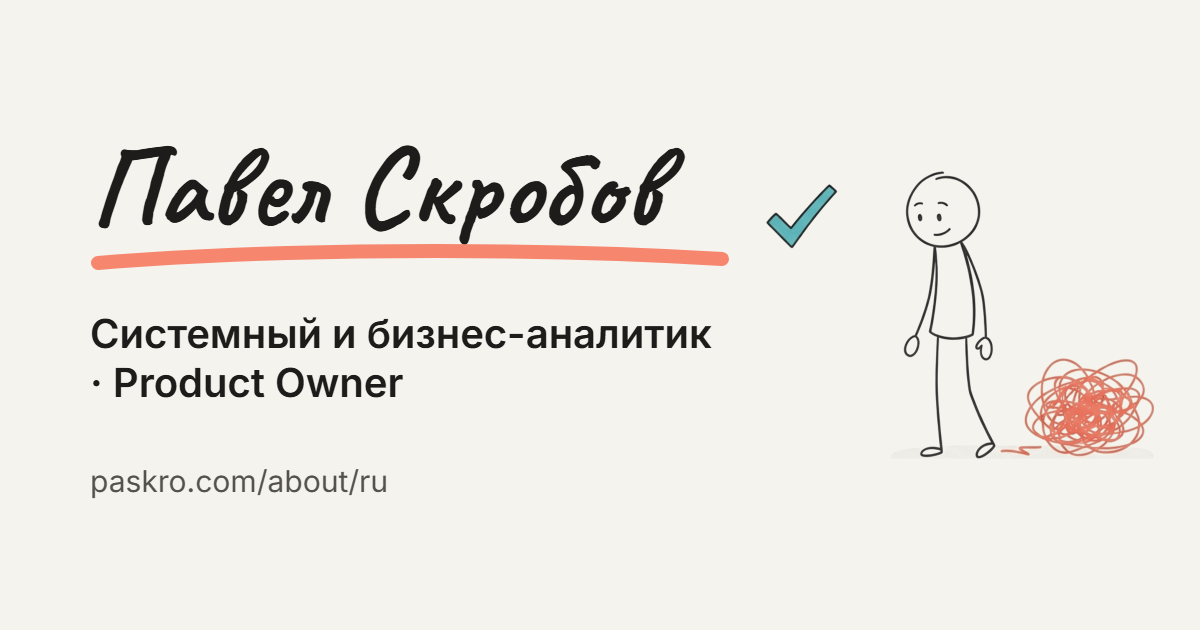 Павел Скробов
Системный и бизнес-аналитик
· Product Owner
paskro.com/about/ru